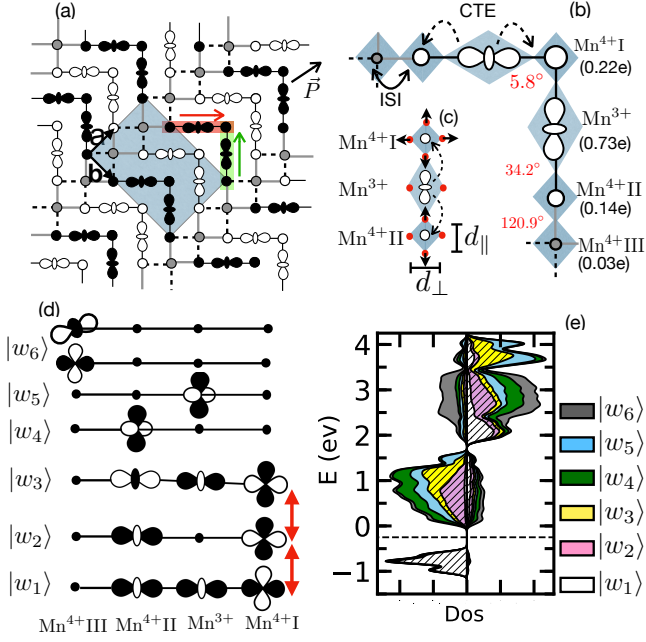 (a)
a
b
P⃗
(b)
CTE
ISI
5.8°
34.2°
120.9°
Mn⁴⁺I
(0.22e)
Mn³⁺
(0.73e)
Mn⁴⁺II
(0.14e)
Mn⁴⁺III
(0.03e)
(c)
Mn⁴⁺I
Mn³⁺
Mn⁴⁺II
d∥
d⊥
(d)
|w₆⟩
|w₅⟩
|w₄⟩
|w₃⟩
|w₂⟩
|w₁⟩
Mn⁴⁺III Mn⁴⁺II Mn³⁺ Mn⁴⁺I
(e)
E (ev)
4
3
2
1
0
−1
Dos
|w₆⟩
|w₅⟩
|w₄⟩
|w₃⟩
|w₂⟩
|w₁⟩